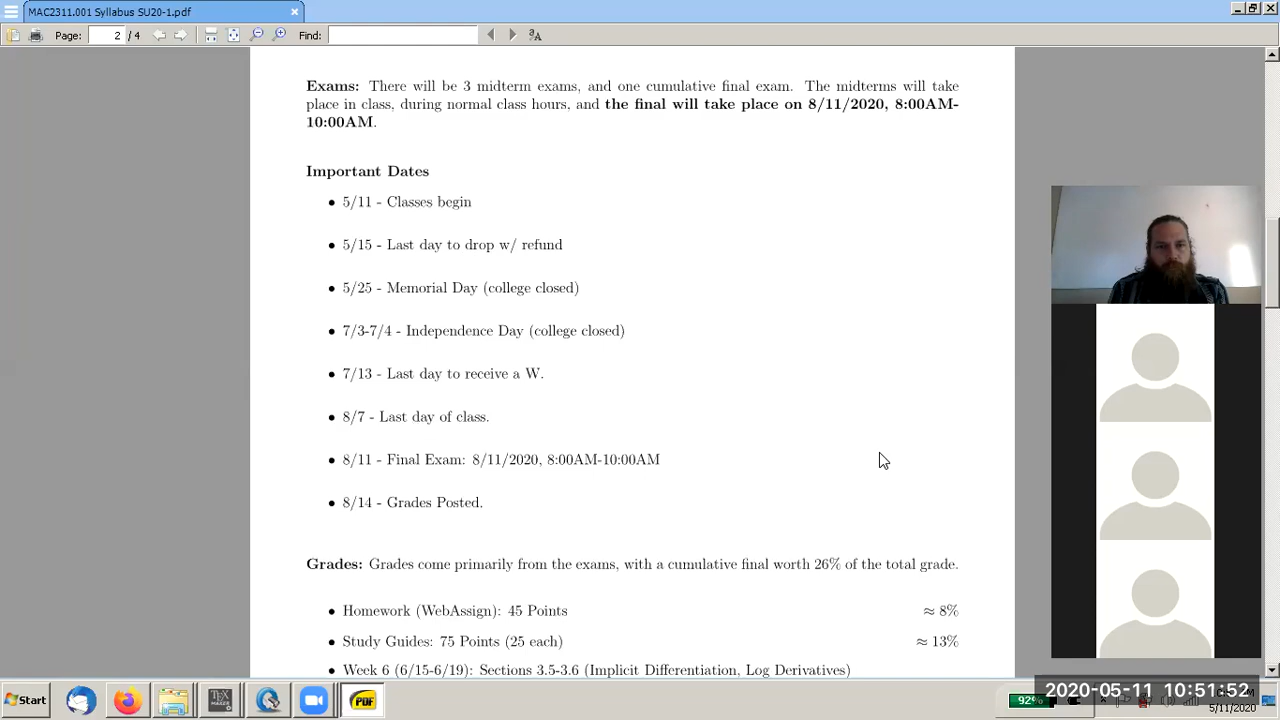 MAC2311.001 Syllabus SU20-1.pdf
Page: 2 / 4 Find:
Exams: There will be 3 midterm exams, and one cumulative final exam. The midterms will take
place in class, during normal class hours, and the final will take place on 8/11/2020, 8:00AM-
10:00AM.
Important Dates
• 5/11 - Classes begin
• 5/15 - Last day to drop w/ refund
• 5/25 - Memorial Day (college closed)
• 7/3-7/4 - Independence Day (college closed)
• 7/13 - Last day to receive a W.
• 8/7 - Last day of class.
• 8/11 - Final Exam: 8/11/2020, 8:00AM-10:00AM
• 8/14 - Grades Posted.
Grades: Grades come primarily from the exams, with a cumulative final worth 26% of the total grade.
• Homework (WebAssign): 45 Points ≈ 8%
• Study Guides: 75 Points (25 each) ≈ 13%
• Week 6 (6/15-6/19): Sections 3.5-3.6 (Implicit Differentiation, Log Derivatives)
Start
TEX
PDF
92%
2020-05-11 10:51:52
5/11/2020